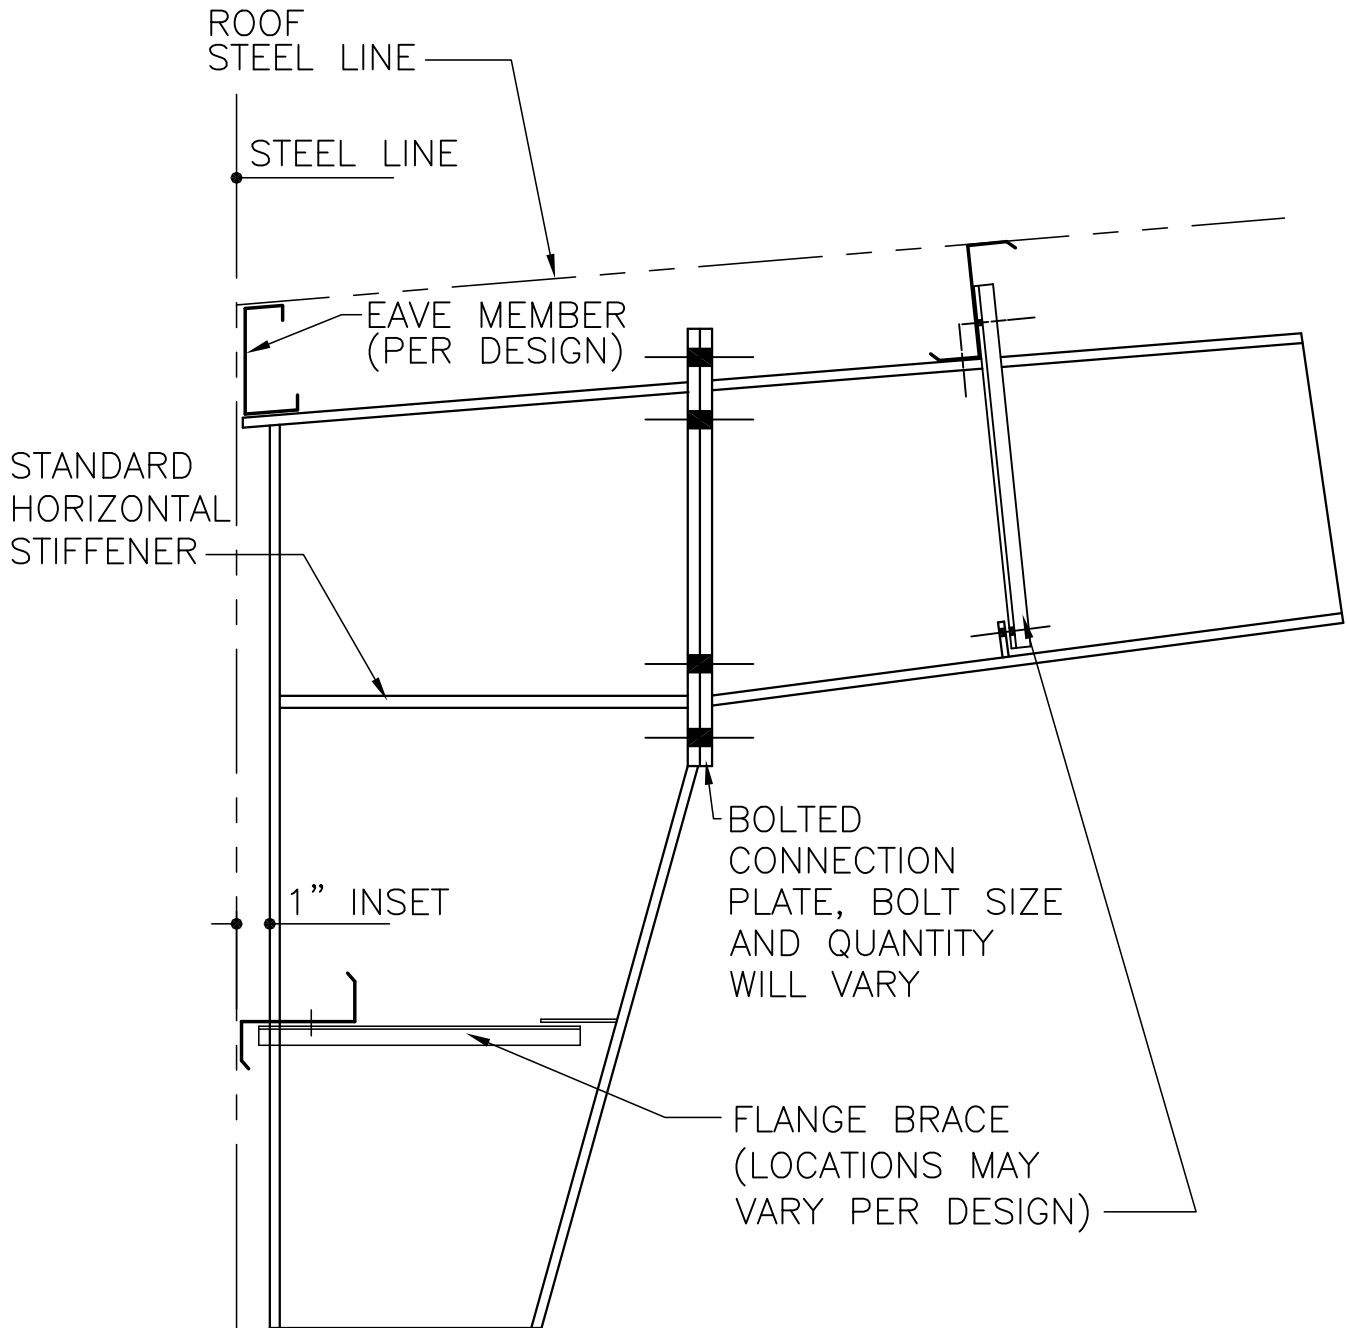 ROOF
STEEL LINE
STEEL LINE
EAVE MEMBER
(PER DESIGN)
STANDARD
HORIZONTAL
STIFFENER
BOLTED
CONNECTION
PLATE, BOLT SIZE
AND QUANTITY
WILL VARY
1" INSET
FLANGE BRACE
(LOCATIONS MAY
VARY PER DESIGN)